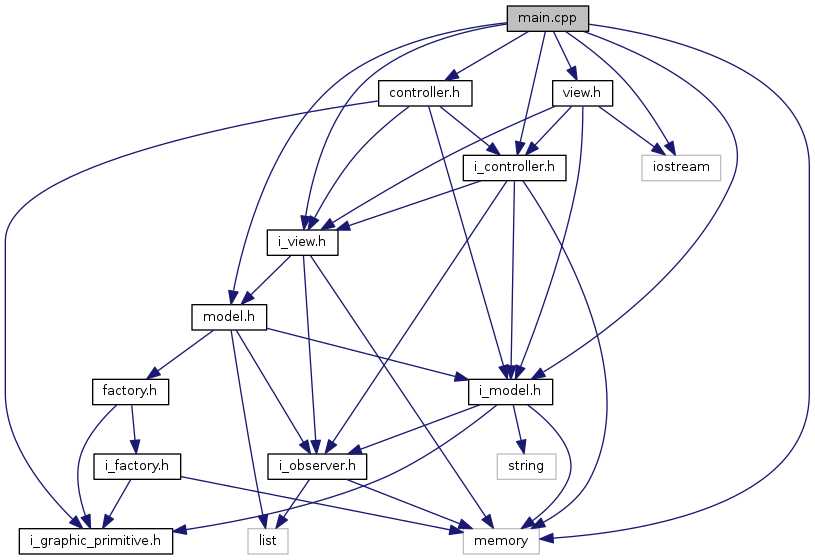 main.cpp
controller.h
view.h
i_controller.h
iostream
i_view.h
model.h
factory.h
i_model.h
i_factory.h
i_observer.h
string
i_graphic_primitive.h
list
memory